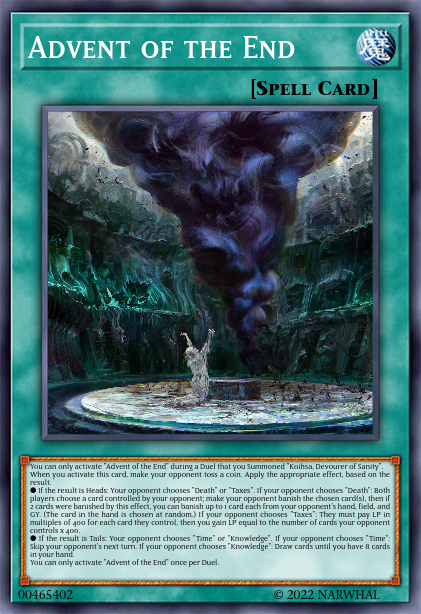 Advent of the End
魔
[Spell Card]
You can only activate "Advent of the End" during a Duel that you Summoned "Koihsa, Devourer of Sanity".
When you activate this card, make your opponent toss a coin. Apply the appropriate effect, based on the
result.
● If the result is Heads: Your opponent chooses "Death" or "Taxes". If your opponent chooses "Death": Both
players choose a card controlled by your opponent; make your opponent banish the chosen card(s), then if
2 cards were banished by this effect, you can banish up to 1 card each from your opponent's hand, field, and
GY. (The card in the hand is chosen at random.) If your opponent chooses "Taxes": They must pay LP in
multiples of 400 for each card they control, then you gain LP equal to the number of cards your opponent
controls x 400.
● If the result is Tails: Your opponent chooses "Time" or "Knowledge". If your opponent chooses "Time":
Skip your opponent's next turn. If your opponent chooses "Knowledge": Draw cards until you have 8 cards
in your hand.
You can only activate "Advent of the End" once per Duel.
00465402
© 2022 NARWHAL